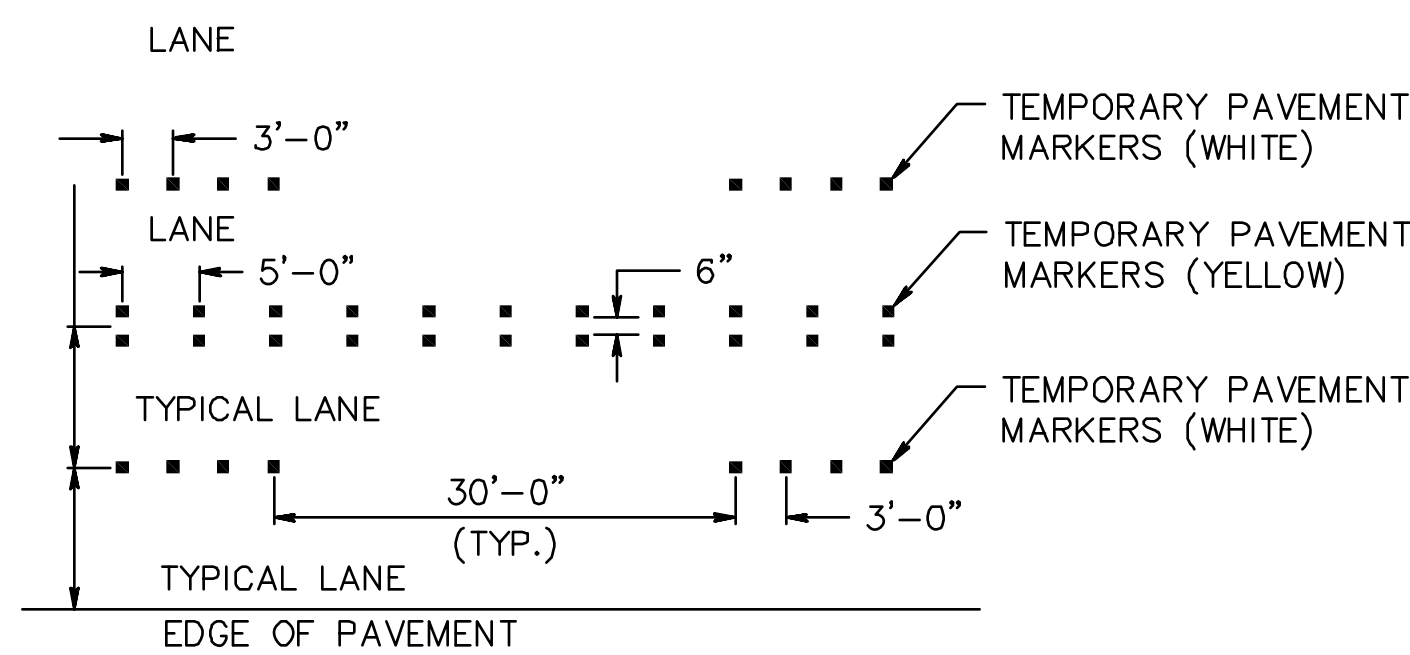 LANE
TEMPORARY PAVEMENT
MARKERS (WHITE)
3'-0"
LANE
TEMPORARY PAVEMENT
MARKERS (YELLOW)
5'-0"
6"
TYPICAL LANE
TEMPORARY PAVEMENT
MARKERS (WHITE)
30'-0"
(TYP.)
3'-0"
TYPICAL LANE
EDGE OF PAVEMENT